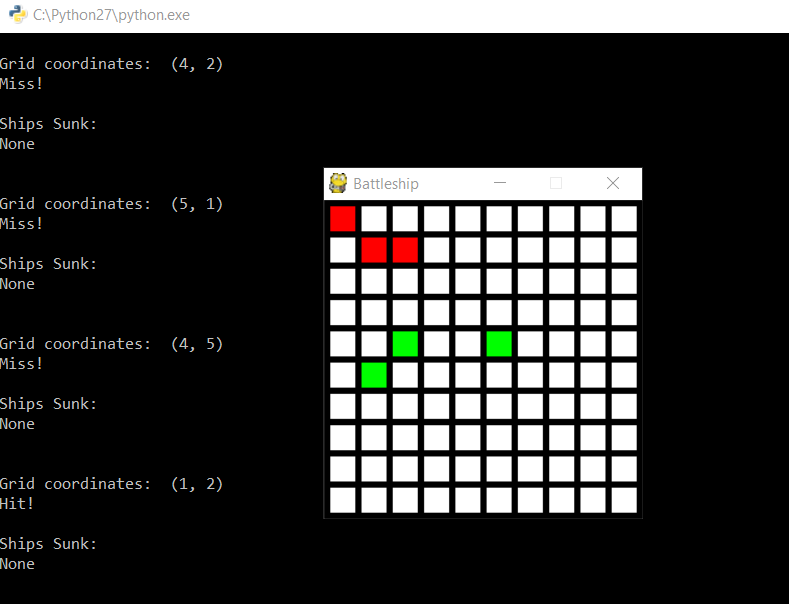 C:\Python27\python.exe
Grid coordinates:  (4, 2)
Miss!
Ships Sunk:
None
Grid coordinates:  (5, 1)
Miss!
Ships Sunk:
None
Grid coordinates:  (4, 5)
Miss!
Ships Sunk:
None
Grid coordinates:  (1, 2)
Hit!
Ships Sunk:
None
Battleship